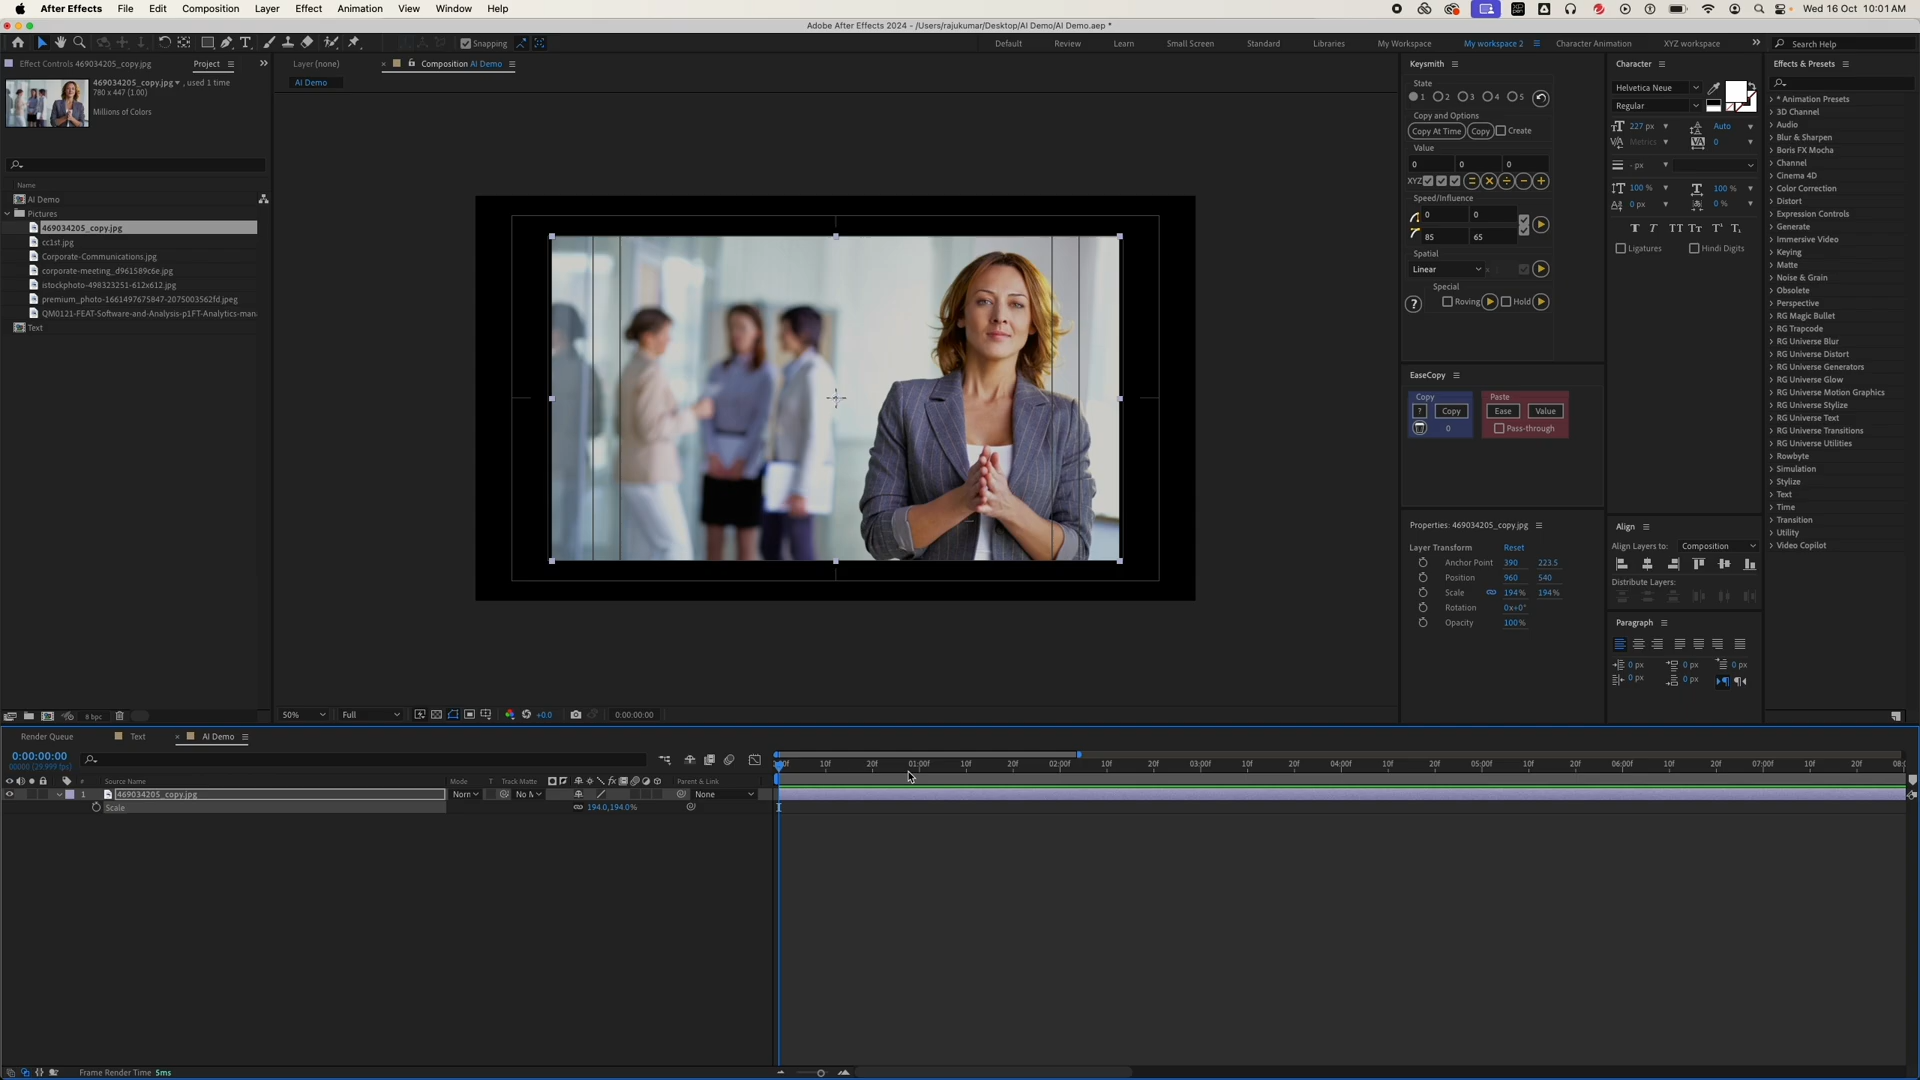 After Effects File Edit Composition Layer Effect Animation View Window Help Wed 16 Oct 10:01AM
Adobe After Effects 2024 - /Users/rajukumar/Desktop/AI Demo/AI Demo.aep *
Snapping Default Review Learn Small Screen Standard Libraries My Workspace My workspace 2 Character Animation XYZ workspace Search Help
Effect Controls 469034205_copy.jpg Project
469034205_copy.jpg , used 1 time
780 x 447 (1.00)
Millions of Colors
Name
AI Demo
Pictures
469034205_copy.jpg
cc1st.jpg
Corporate-Communications.jpg
corporate-meeting_d961589c6e.jpg
istockphoto-498323251-612x612.jpg
premium_photo-1661497675847-2075003562fd.jpeg
QM0121-FEAT-Software-and-Analysis-p1FT-Analytics-man
Text
8 bpc
Layer (none) Composition AI Demo
AI Demo
50% Full +0.0 0:00:00:00
Keysmith
State
1 2 3 4 5
Copy and Options
Copy At Time Copy Create
Value
0 0 0
XYZ
Speed/Influence
0 0
85 65
Spatial
Linear
Special
? Roving Hold
EaseCopy
Copy Paste
? Copy Ease Value
0 Pass-through
Properties: 469034205_copy.jpg
Layer Transform Reset
Anchor Point 390 223.5
Position 960 540
Scale 194% 194%
Rotation 0x+0°
Opacity 100%
Character
Helvetica Neue
Regular
227 px Auto
Metrics 0
- px
100 % 100 %
0 px 0 %
Ligatures Hindi Digits
Align
Align Layers to: Composition
Distribute Layers:
Paragraph
0 px 0 px 0 px
0 px 0 px
Effects & Presets
* Animation Presets
3D Channel
Audio
Blur & Sharpen
Boris FX Mocha
Channel
Cinema 4D
Color Correction
Distort
Expression Controls
Generate
Immersive Video
Keying
Matte
Noise & Grain
Obsolete
Perspective
RG Magic Bullet
RG Trapcode
RG Universe Blur
RG Universe Distort
RG Universe Generators
RG Universe Glow
RG Universe Motion Graphics
RG Universe Stylize
RG Universe Text
RG Universe Transitions
RG Universe Utilities
Rowbyte
Simulation
Stylize
Text
Time
Transition
Utility
Video Copilot
Render Queue Text AI Demo
0:00:00:00
00000 (29.999 fps)
# Source Name Mode T Track Matte Parent & Link
1 469034205_copy.jpg Norn No M None
Scale 194.0,194.0%
10f 20f 01:00f 10f 20f 02:00f 10f 20f 03:00f 10f 20f 04:00f 10f 20f 05:00f 10f 20f 06:00f 10f 20f 07:00f 10f 20f
Frame Render Time 5ms